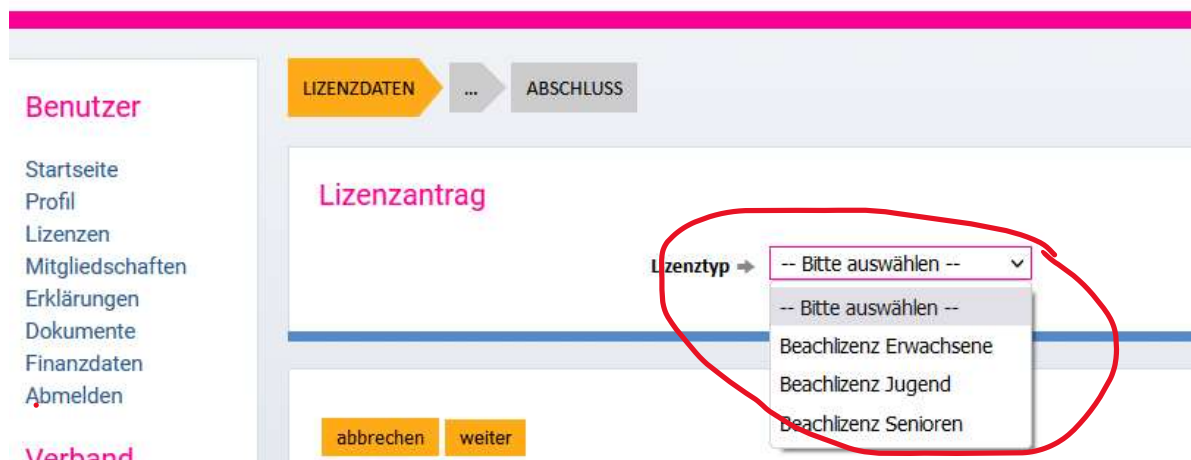 LIZENZDATEN ... ABSCHLUSS
Benutzer
Startseite
Profil
Lizenzen
Mitgliedschaften
Erklärungen
Dokumente
Finanzdaten
Abmelden
Verband
Lizenzantrag
Lizenztyp -- Bitte auswählen --
-- Bitte auswählen --
Beachlizenz Erwachsene
Beachlizenz Jugend
Beachlizenz Senioren
abbrechen weiter